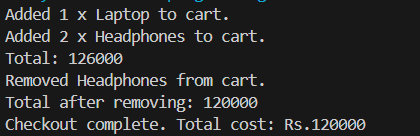 Added 1 x Laptop to cart.
Added 2 x Headphones to cart.
Total: 126000
Removed Headphones from cart.
Total after removing: 120000
Checkout complete. Total cost: Rs.120000